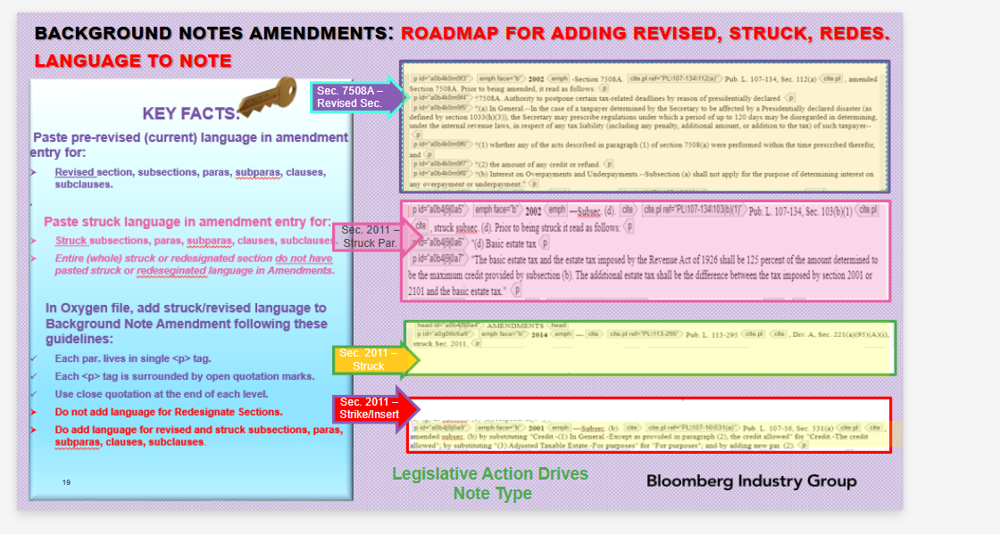 BACKGROUND NOTES AMENDMENTS: ROADMAP FOR ADDING REVISED, STRUCK, REDES.
LANGUAGE TO NOTE
KEY FACTS:
Paste pre-revised (current) language in amendment
entry for:
Revised section, subsections, paras, subparas, clauses,
subclauses.
Paste struck language in amendment entry for:
Struck subsections, paras, subparas, clauses, subclauses.
Entire (whole) struck or redesignated section do not have
pasted struck or redeseginated language in Amendments.
In Oxygen file, add struck/revised language to
Background Note Amendment following these
guidelines:
Each par. lives in single <p> tag.
Each <p> tag is surrounded by open quotation marks.
Use close quotation at the end of each level.
Do not add language for Redesignate Sections.
Do add language for revised and struck subsections, paras,
subparas, clauses, subclauses.
19
Sec. 7508A –
Revised Sec.
p id="a0b4k0m9f3" emph face="b" 2002 emph -Section 7508A. cite.pl ref="PL\107-134\112(a)" Pub. L. 107-134, Sec. 112(a) cite.pl , amended
Section 7508A. Prior to being amended, it read as follows: p
p id="a0b4k0m9f4" "7508A. Authority to postpone certain tax-related deadlines by reason of presidentially declared p
p id="a0b4k0m9f5" "(a) In General.--In the case of a taxpayer determined by the Secretary to be affected by a Presidentially declared disaster (as
defined by section 1033(h)(3)), the Secretary may prescribe regulations under which a period of up to 120 days may be disregarded in determining,
under the internal revenue laws, in respect of any tax liability (including any penalty, additional amount, or addition to the tax) of such taxpayer--
p
p id="a0b4k0m9f6" "(1) whether any of the acts described in paragraph (1) of section 7508(a) were performed within the time prescribed therefor,
and p
p id="a0b4k0m9f7" "(2) the amount of any credit or refund. p
p id="a0b4k0m9f8" "(b) Interest on Overpayments and Underpayments.--Subsection (a) shall not apply for the purpose of determining interest on
any overpayment or underpayment." p
Sec. 2011 –
Struck Par.
p id="a0b4j9j0a5" emph face="b" 2002 emph —Subsec. (d). cite cite.pl ref="PL\107-134\103(b)(1)" Pub. L. 107-134, Sec. 103(b)(1) cite.pl
cite , struck subsec. (d). Prior to being struck it read as follows: p
p id="a0b4j9j0a6" "(d) Basic estate tax p
p id="a0b4j9j0a7" "The basic estate tax and the estate tax imposed by the Revenue Act of 1926 shall be 125 percent of the amount determined to
be the maximum credit provided by subsection (b). The additional estate tax shall be the difference between the tax imposed by section 2001 or
2101 and the basic estate tax." p
Sec. 2011 –
Struck
head id="a0b4j9j0a4" AMENDMENTS head
p id="a0g0t6r6a9" emph face="b" 2014 emph — cite cite.pl ref="PL\113-295" Pub. L. 113-295 cite.pl cite , Div. A, Sec. 221(a)(95)(A)(i),
struck Sec. 2011. p
Sec. 2011 –
Strike/Insert
p id="a0b4j9j0a9" emph face="b" 2001 emph —Subsec. (b). cite cite.pl ref="PL\107-16\531(a)" Pub. L. 107-16, Sec. 531(a) cite.pl cite ,
amended subsec. (b) by substituting "Credit.-(1) In General.-Except as provided in paragraph (2), the credit allowed" for "Credit.-The credit
allowed"; by substituting "(3) Adjusted Taxable Estate.-For purposes" for "For purposes"; and by adding new par. (2). p
Legislative Action Drives
Note Type
Bloomberg Industry Group